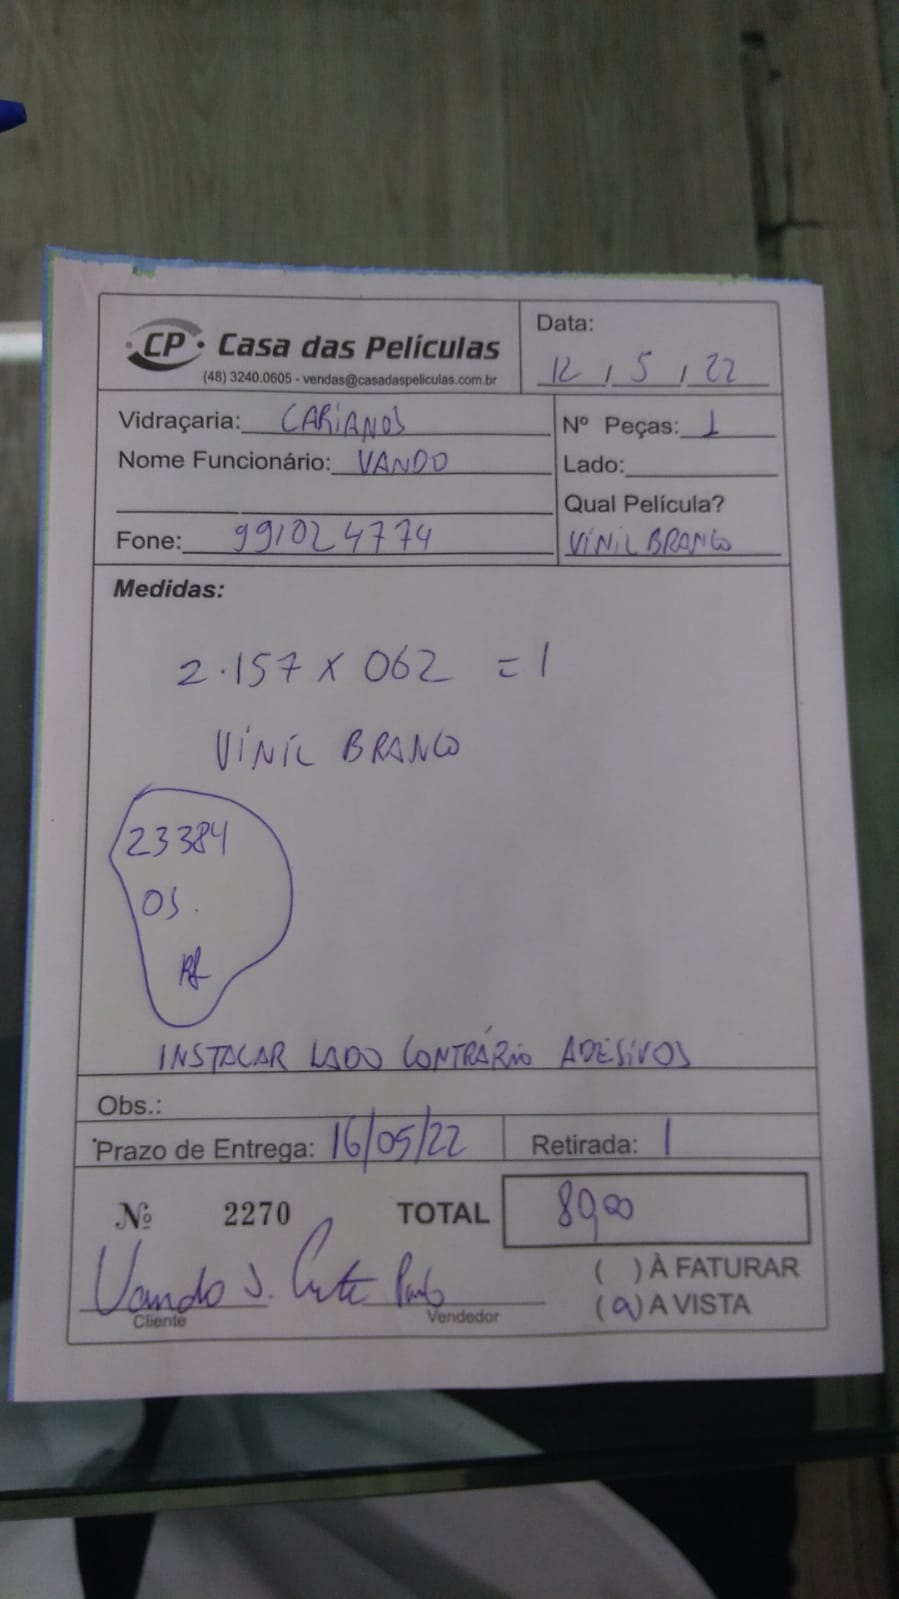 CP Casa das Películas
(48) 3240.0605 - vendas@casadaspeliculas.com.br
Data:
12 / 5 / 22
Vidraçaria: CARIANOS
Nome Funcionário: VANDO
Fone: 991024774
Nº Peças: 1
Lado:
Qual Película?
VINIL BRANCO
Medidas:
2.157 x 062 = 1
VINIL BRANCO
23384
OS.
INSTALAR LADO CONTRÁRIO ADESIVOS
Obs.:
Prazo de Entrega: 16/05/22
Retirada: 1
Nº 2270 TOTAL 89,00
Vando J.
Cliente
Vendedor
( ) À FATURAR
(a) A VISTA